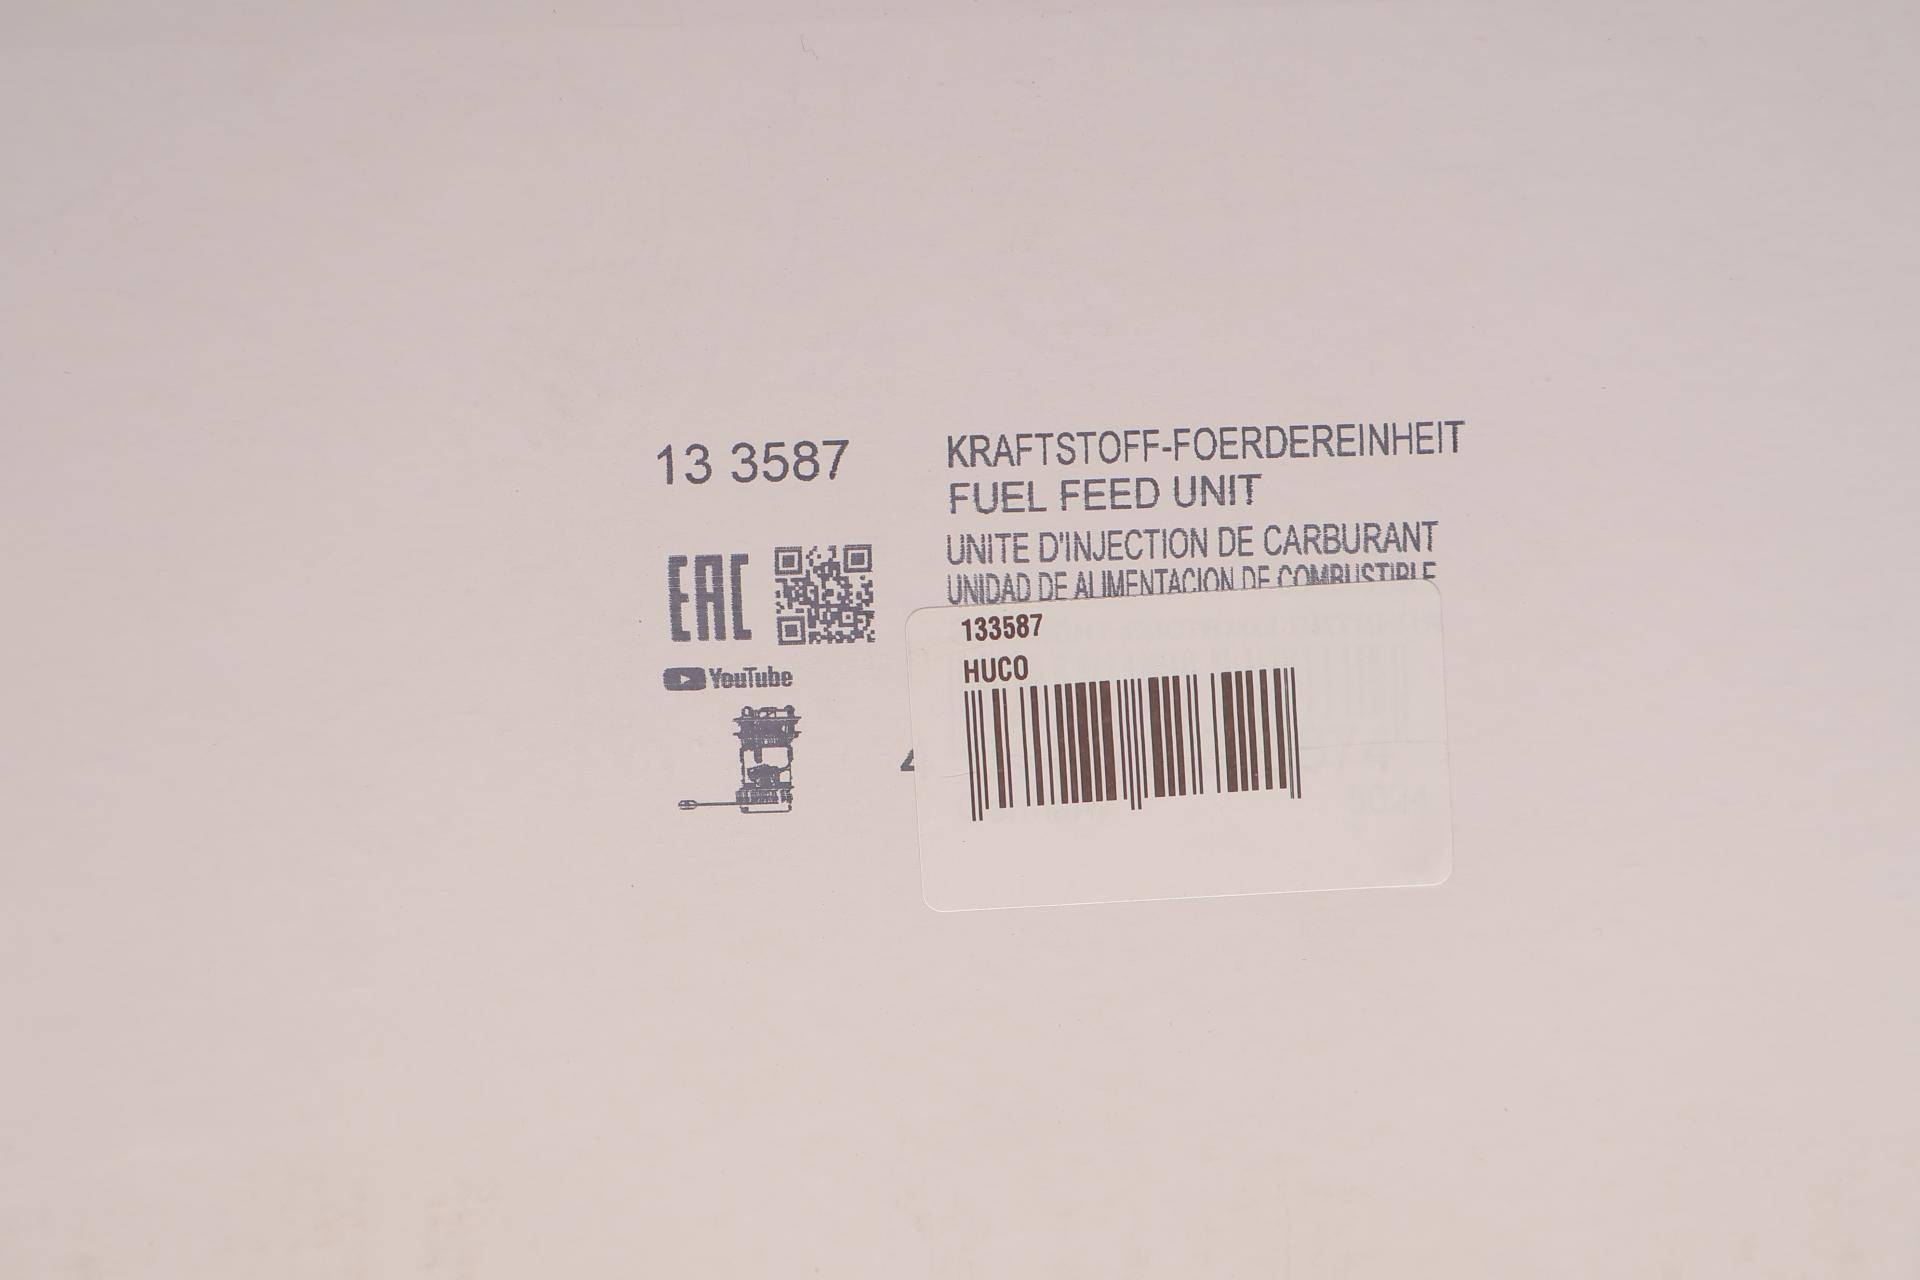 13 3587
KRAFTSTOFF-FOERDEREINHEIT
FUEL FEED UNIT
UNITE D'INJECTION DE CARBURANT
UNIDAD DE ALIMENTACION DE COMBUSTIBLE
EAC
YouTube
133587
HUCO